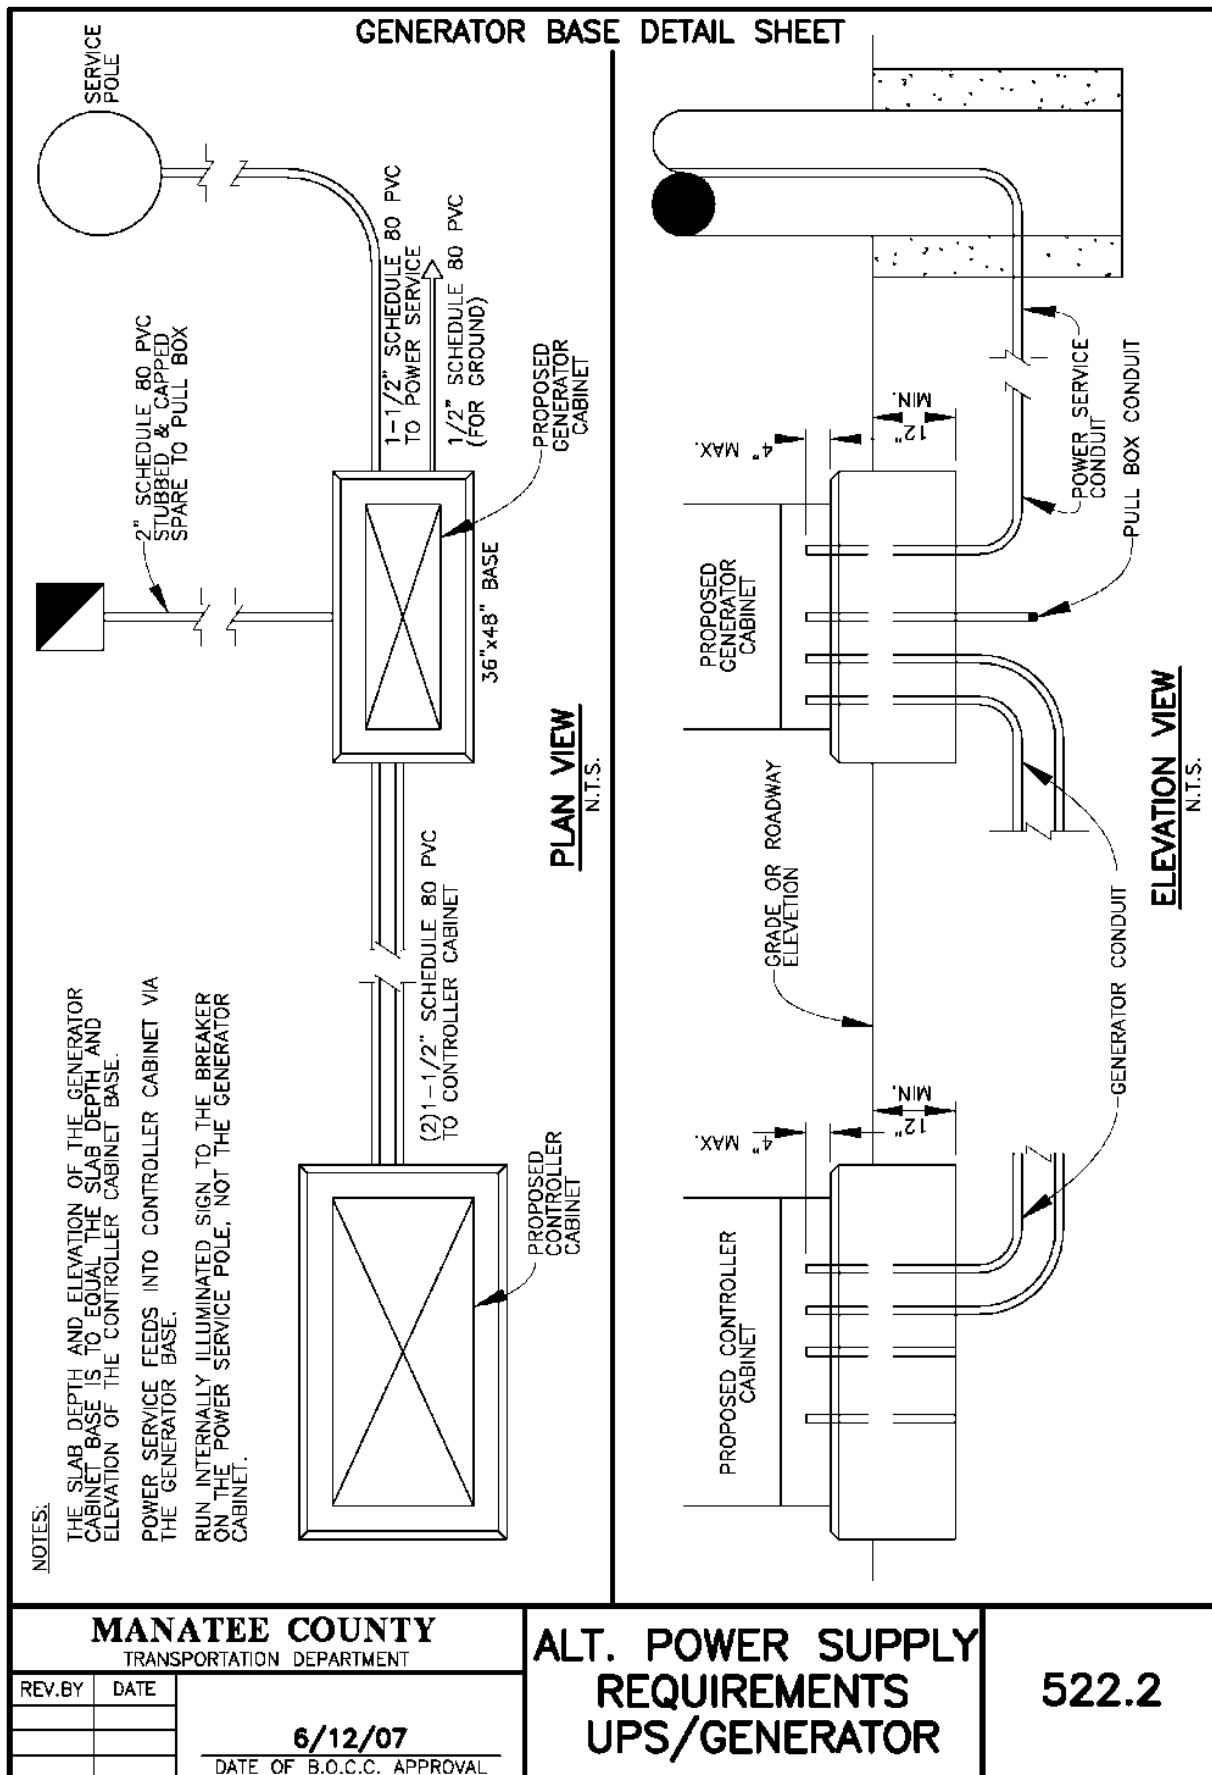 GENERATOR BASE DETAIL SHEET
SERVICE
POLE
2" SCHEDULE 80 PVC
STUBBED & CAPPED
SPARE TO PULL BOX
1-1/2" SCHEDULE 80 PVC
TO POWER SERVICE
1/2" SCHEDULE 80 PVC
(FOR GROUND)
PROPOSED
GENERATOR
CABINET
36"x48" BASE
PLAN VIEW
N.T.S.
(2)1-1/2" SCHEDULE 80 PVC
TO CONTROLLER CABINET
PROPOSED
CONTROLLER
CABINET
NOTES:
THE SLAB DEPTH AND ELEVATION OF THE GENERATOR
CABINET BASE IS TO EQUAL THE SLAB DEPTH AND
ELEVATION OF THE CONTROLLER CABINET BASE.
POWER SERVICE FEEDS INTO CONTROLLER CABINET VIA
THE GENERATOR BASE.
RUN INTERNALLY ILLUMINATED SIGN TO THE BREAKER
ON THE POWER SERVICE POLE, NOT THE GENERATOR
CABINET.
4" MAX.
12"
MIN.
PROPOSED
GENERATOR
CABINET
POWER SERVICE
CONDUIT
PULL BOX CONDUIT
GRADE OR ROADWAY
ELEVETION
GENERATOR CONDUIT
ELEVATION VIEW
N.T.S.
4" MAX.
12"
MIN.
PROPOSED CONTROLLER
CABINET
MANATEE COUNTY
TRANSPORTATION DEPARTMENT
REV.BY
DATE
6/12/07
DATE OF B.O.C.C. APPROVAL
ALT. POWER SUPPLY
REQUIREMENTS
UPS/GENERATOR
522.2